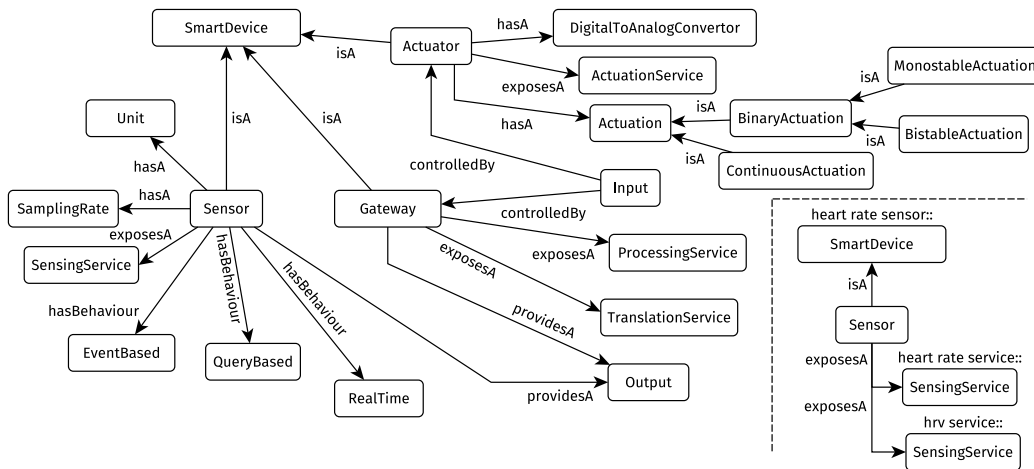 SmartDevice
Actuator
hasA
DigitalToAnalogConvertor
isA
exposesA
ActuationService
MonostableActuation
isA
hasA
Actuation
isA
BinaryActuation
isA
BistableActuation
isA
ContinuousActuation
Unit
isA
isA
hasA
controlledBy
Input
SamplingRate
hasA
Sensor
Gateway
controlledBy
exposesA
SensingService
hasBehaviour
hasBehaviour
exposesA
exposesA
ProcessingService
hasBehaviour
providesA
TranslationService
EventBased
QueryBased
RealTime
providesA
Output
heart rate sensor::
SmartDevice
isA
Sensor
exposesA
heart rate service::
SensingService
exposesA
hrv service::
SensingService